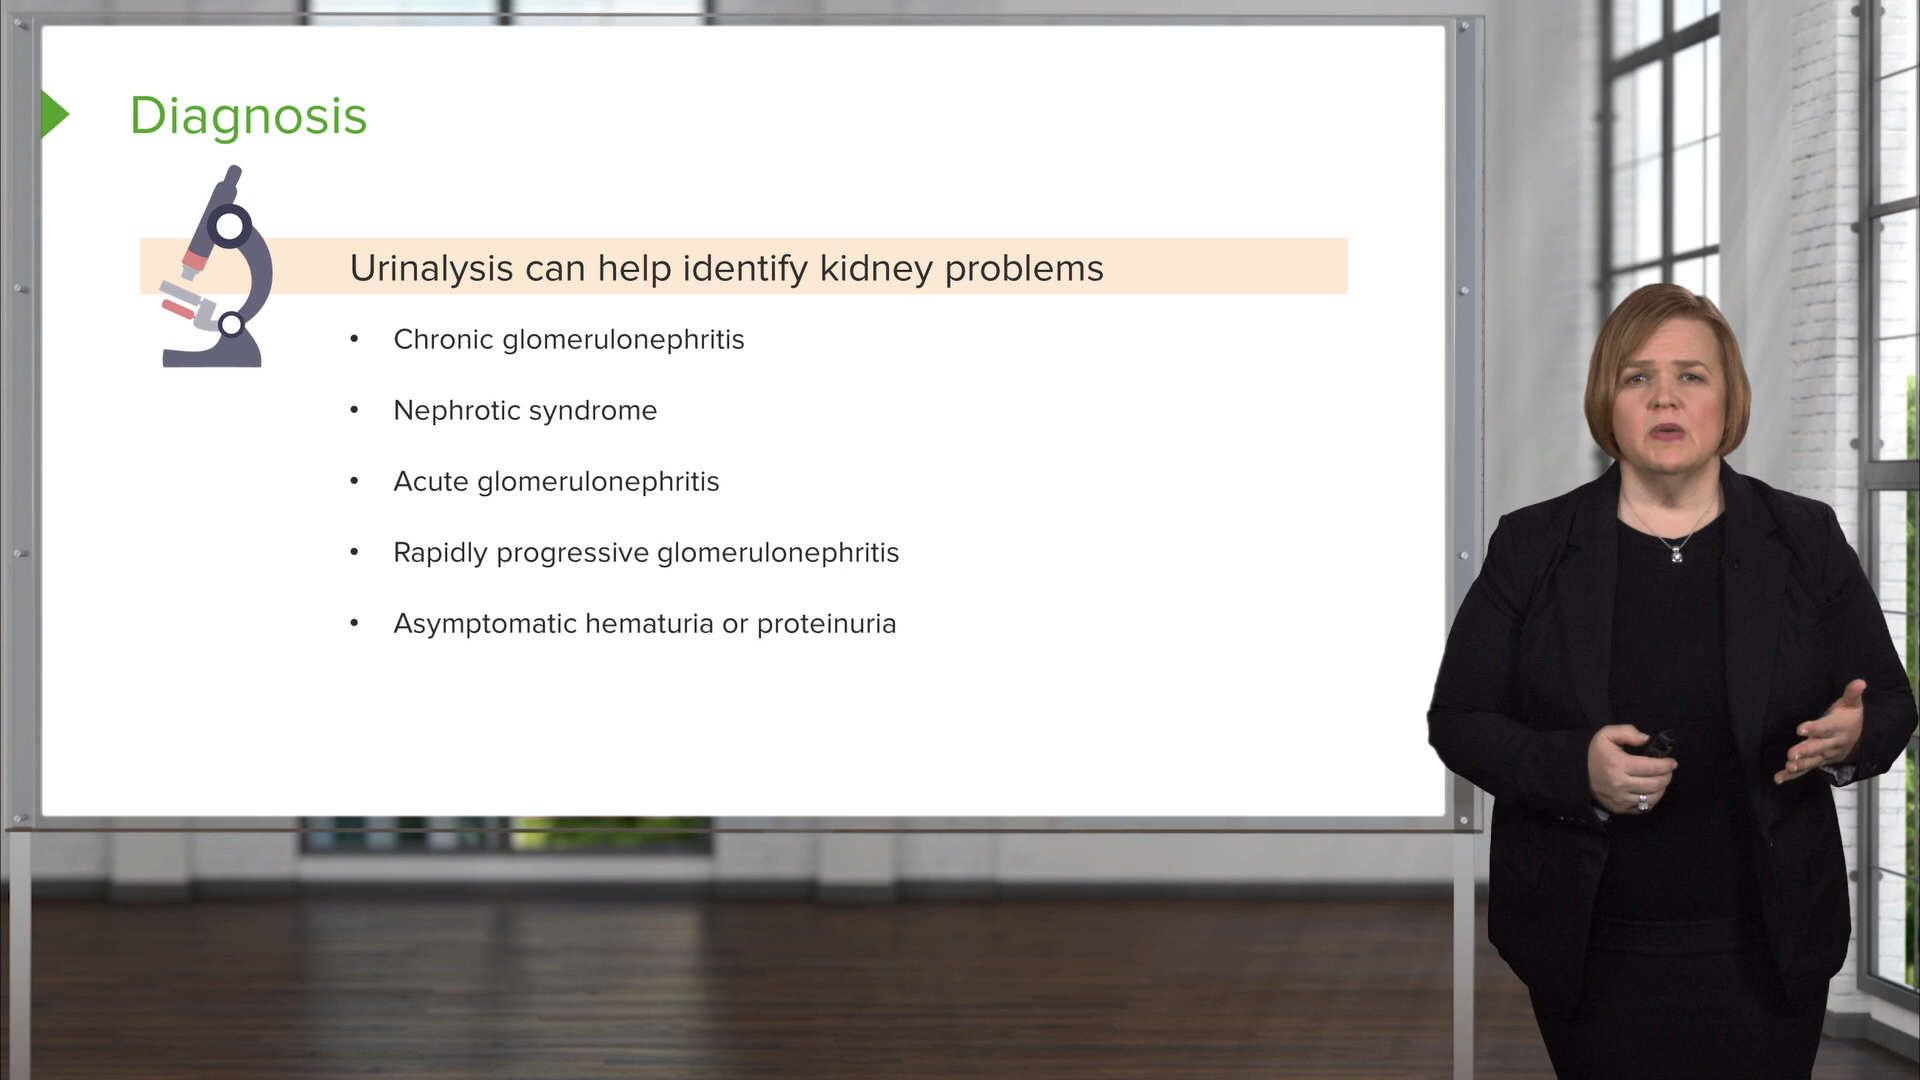 Diagnosis
Urinalysis can help identify kidney problems
• Chronic glomerulonephritis
• Nephrotic syndrome
• Acute glomerulonephritis
• Rapidly progressive glomerulonephritis
• Asymptomatic hematuria or proteinuria